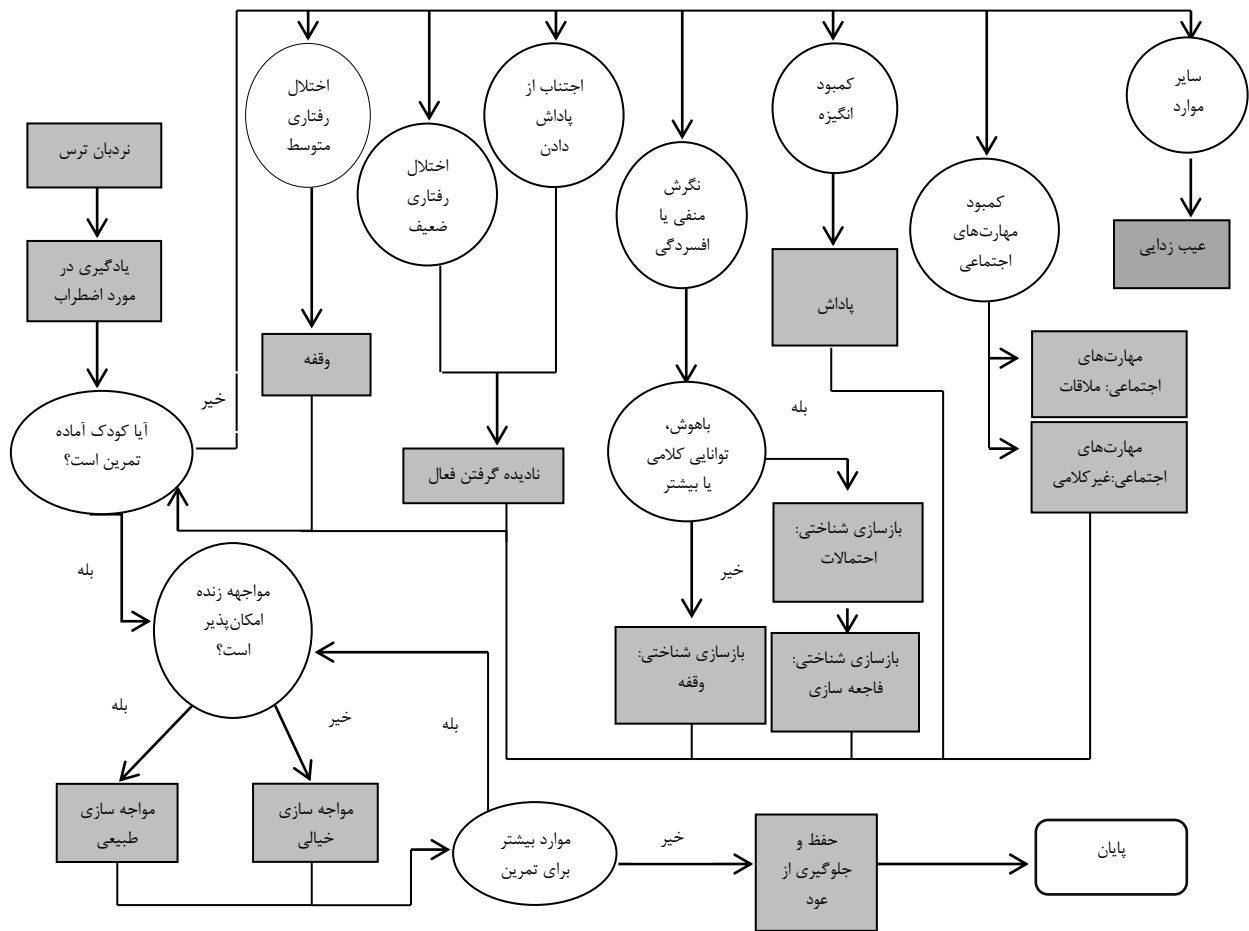 اختلال
رفتاری
متوسط
اجتناب از
پاداش
دادن
کمبود
انگیزه
سایر
موارد
نردبان ترس
اختلال
رفتاری
ضعیف
نگرش
منفی یا
افسردگی
کمبود
مهارت‌های
اجتماعی
یادگیری در
مورد اضطراب
عیب زدایی
پاداش
وقفه
مهارت‌های
اجتماعی: ملاقات
خیر
آیا کودک آماده
تمرین است؟
باهوش،
توانایی کلامی
یا بیشتر
بله
مهارت‌های
اجتماعی:غیرکلامی
نادیده گرفتن فعال
بازسازی شناختی:
احتمالات
بله
خیر
مواجهه زنده
امکان‌پذیر
است؟
بازسازی شناختی:
وقفه
بازسازی شناختی:
فاجعه سازی
بله
خیر
بله
مواجه سازی
طبیعی
مواجه سازی
خیالی
موارد بیشتر
برای تمرین
خیر
حفظ و
جلوگیری از
عود
پایان